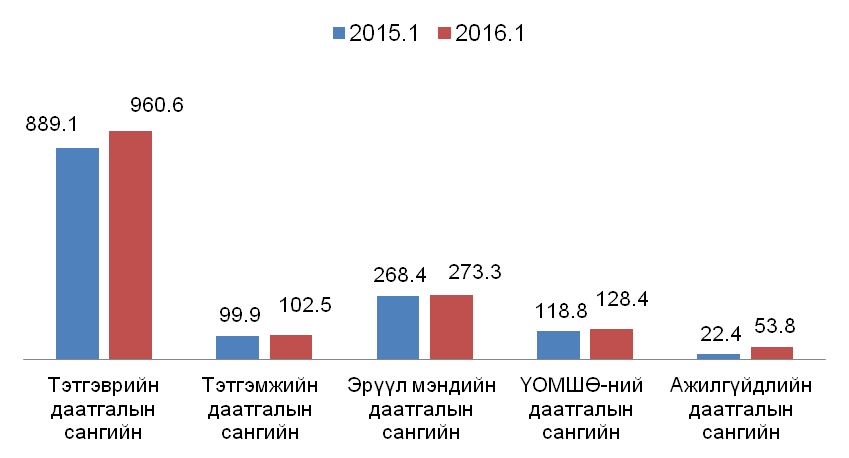 2015.1 2016.1
889.1 960.6
99.9 102.5
268.4 273.3
118.8 128.4
22.4 53.8
Тэтгэврийн
даатгалын
сангийн
Тэтгэмжийн
даатгалын
сангийн
Эрүүл мэндийн
даатгалын
сангийн
ҮОМШӨ-ний
даатгалын
сангийн
Ажилгүйдлийн
даатгалын
сангийн